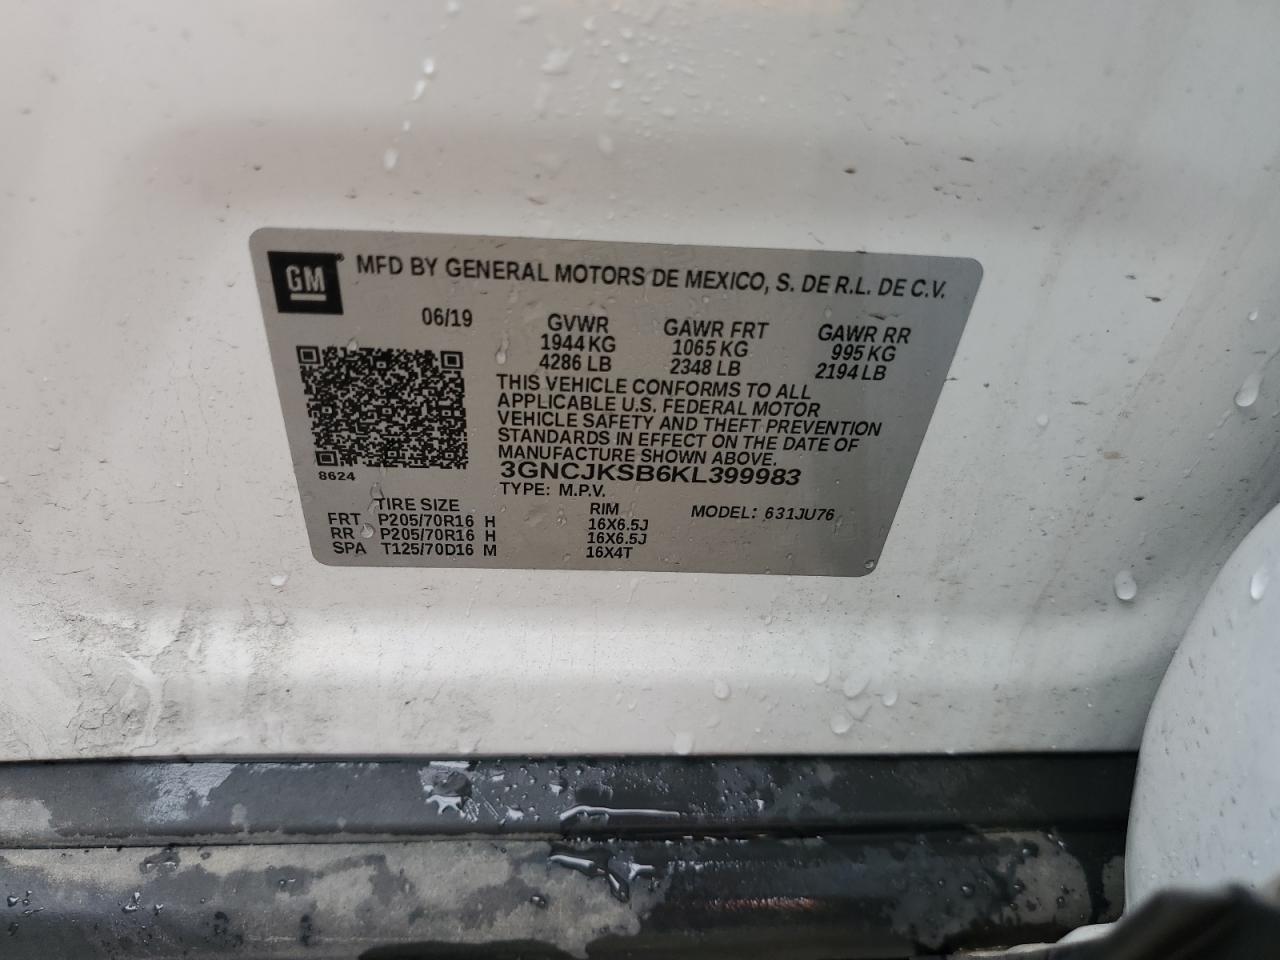 GM® MFD BY GENERAL MOTORS DE MEXICO, S. DE R.L. DE C.V.
06/19 GVWR GAWR FRT GAWR RR
1944 KG 1065 KG 995 KG
4286 LB 2348 LB 2194 LB
THIS VEHICLE CONFORMS TO ALL
APPLICABLE U.S. FEDERAL MOTOR
VEHICLE SAFETY AND THEFT PREVENTION
STANDARDS IN EFFECT ON THE DATE OF
MANUFACTURE SHOWN ABOVE.
8624 3GNCJKSB6KL399983
TYPE: M.P.V.
TIRE SIZE RIM MODEL: 631JU76
FRT P205/70R16 H 16X6.5J
RR P205/70R16 H 16X6.5J
SPA T125/70D16 M 16X4T